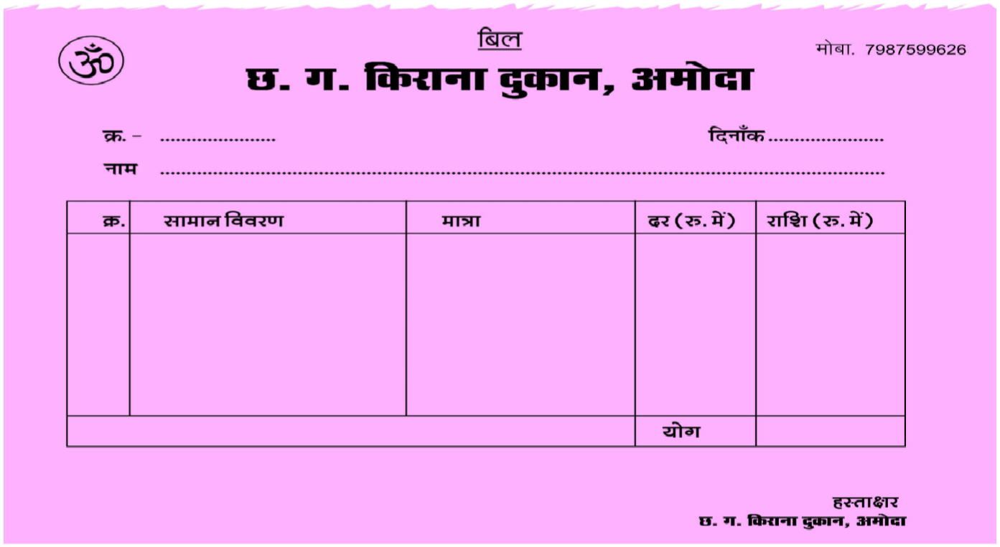 बिल
ॐ
मोबा. 7987599626
छ. ग. किराना दुकान, अमोदा
क्र. – ...................... दिनाँक......................
नाम ..........................................................................................................................................
क्र. सामान विवरण मात्रा दर (रु. में) राशि (रु. में)
योग
हस्ताक्षर
छ. ग. किराना दुकान, अमोदा